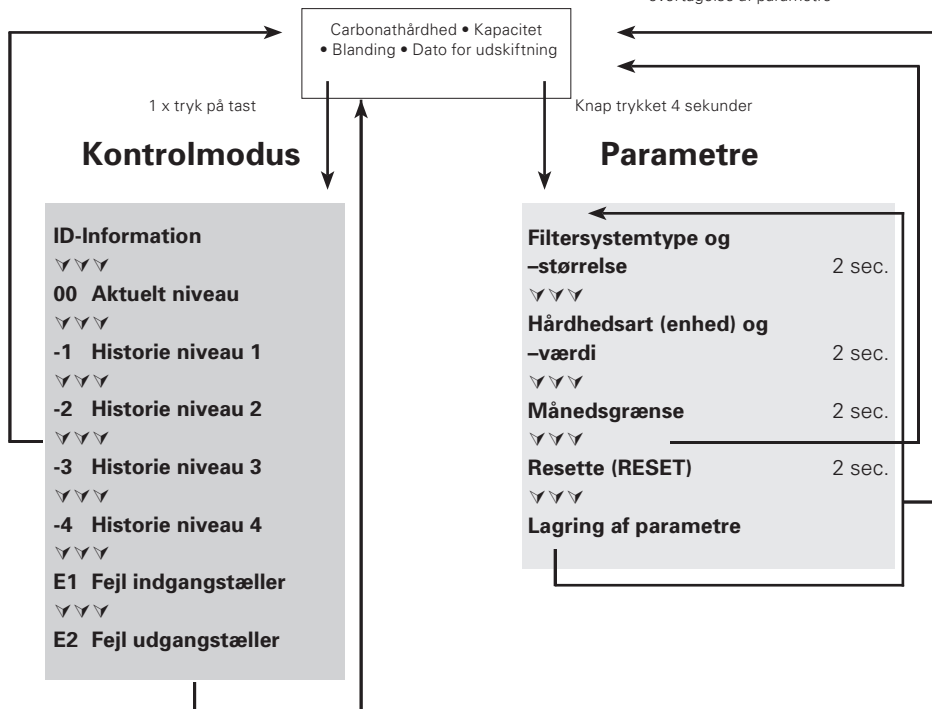 overtagelse af parametre
Carbonathårdhed • Kapacitet
• Blanding • Dato for udskiftning
1 x tryk på tast
Knap trykket 4 sekunder
Kontrolmodus
Parametre
ID-Information
00 Aktuelt niveau
-1 Historie niveau 1
-2 Historie niveau 2
-3 Historie niveau 3
-4 Historie niveau 4
E1 Fejl indgangstæller
E2 Fejl udgangstæller
Filtersystemtype og
–størrelse 2 sec.
Hårdhedsart (enhed) og
–værdi 2 sec.
Månedsgrænse 2 sec.
Resette (RESET) 2 sec.
Lagring af parametre